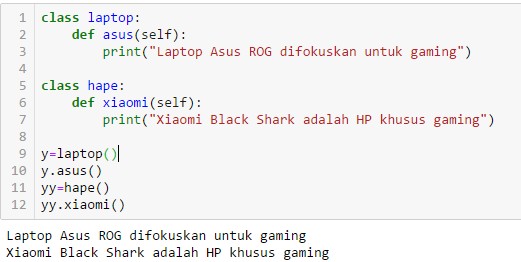 1 class laptop:
2     def asus(self):
3         print("Laptop Asus ROG difokuskan untuk gaming")
4
5 class hape:
6     def xiaomi(self):
7         print("Xiaomi Black Shark adalah HP khusus gaming")
8
9 y=laptop()
10 y.asus()
11 yy=hape()
12 yy.xiaomi()
Laptop Asus ROG difokuskan untuk gaming
Xiaomi Black Shark adalah HP khusus gaming